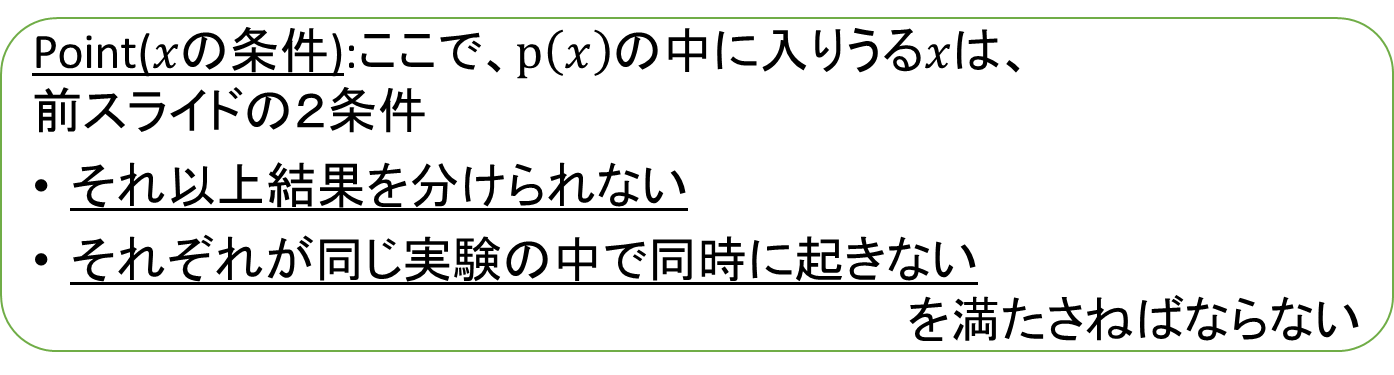 Point(𝑥の条件):ここで、p(𝑥)の中に入りうる𝑥は、
前スライドの２条件
• それ以上結果を分けられない
• それぞれが同じ実験の中で同時に起きない
を満たさねばならない